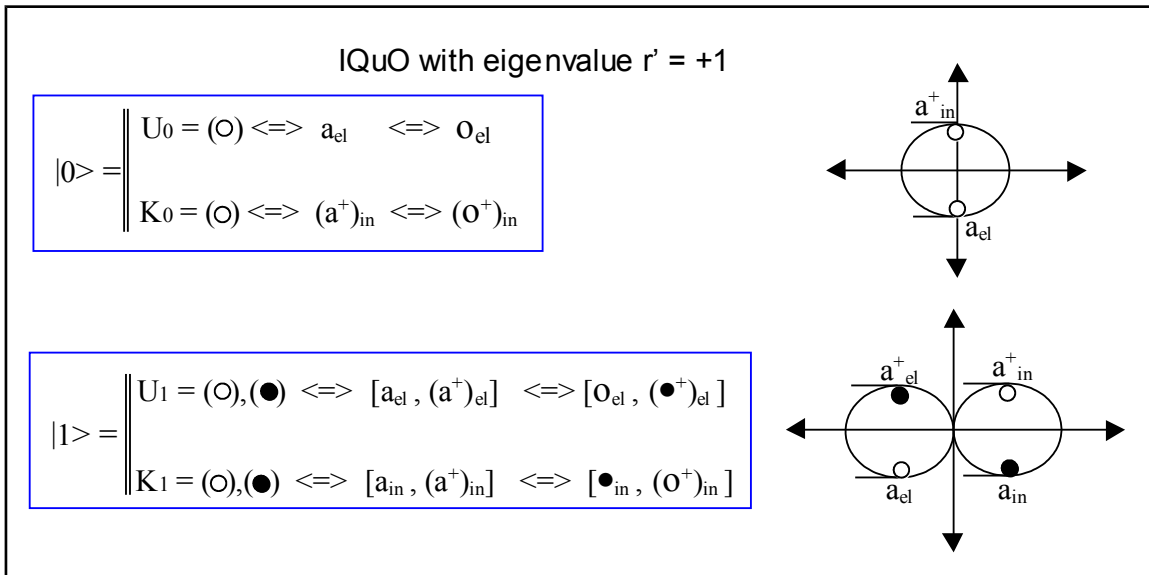 IQuO with eigenvalue r’ = +1
|0> =
U₀ = (○) <=> aₑₗ <=> oₑₗ
K₀ = (○) <=> (a⁺)ᵢₙ <=> (o⁺)ᵢₙ
a⁺ᵢₙ
aₑₗ
|1> =
U₁ = (○),(●) <=> [aₑₗ , (a⁺)ₑₗ] <=> [oₑₗ , (●⁺)ₑₗ]
K₁ = (○),(●) <=> [aᵢₙ , (a⁺)ᵢₙ] <=> [●ᵢₙ , (o⁺)ᵢₙ]
a⁺ₑₗ a⁺ᵢₙ
aₑₗ aᵢₙ